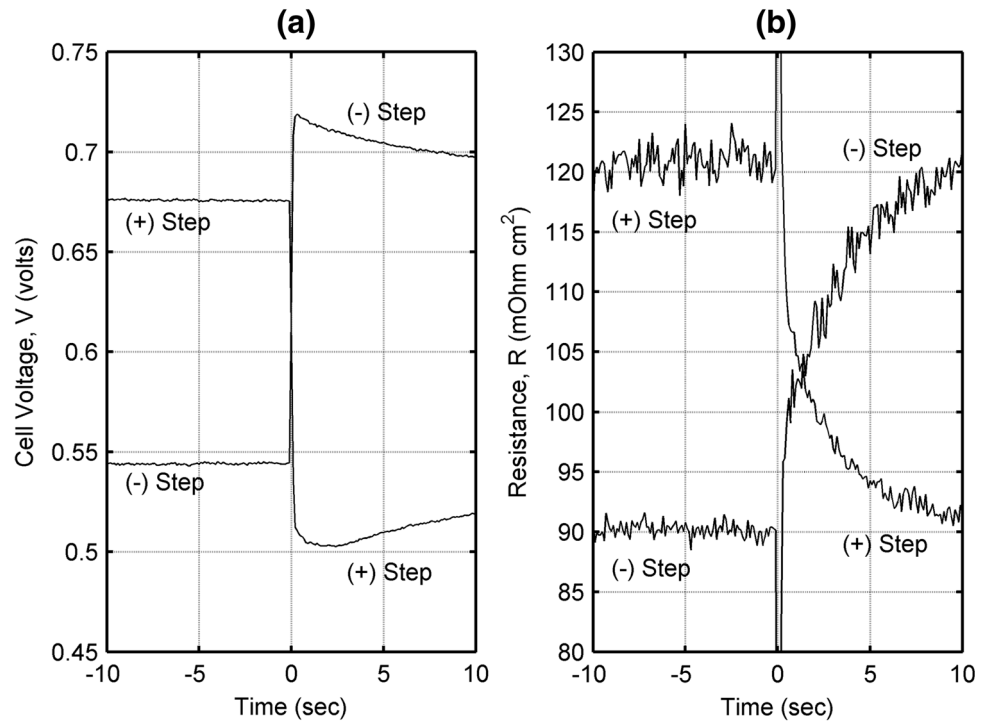 (a)
0.75
0.7
0.65
0.6
0.55
0.5
0.45
Cell Voltage, V (volts)
(-) Step
(+) Step
(-) Step
(+) Step
-10
-5
0
5
10
Time (sec)
(b)
130
125
120
115
110
105
100
95
90
85
80
Resistance, R (mOhm cm²)
(-) Step
(+) Step
(+) Step
(-) Step
-10
-5
0
5
10
Time (sec)